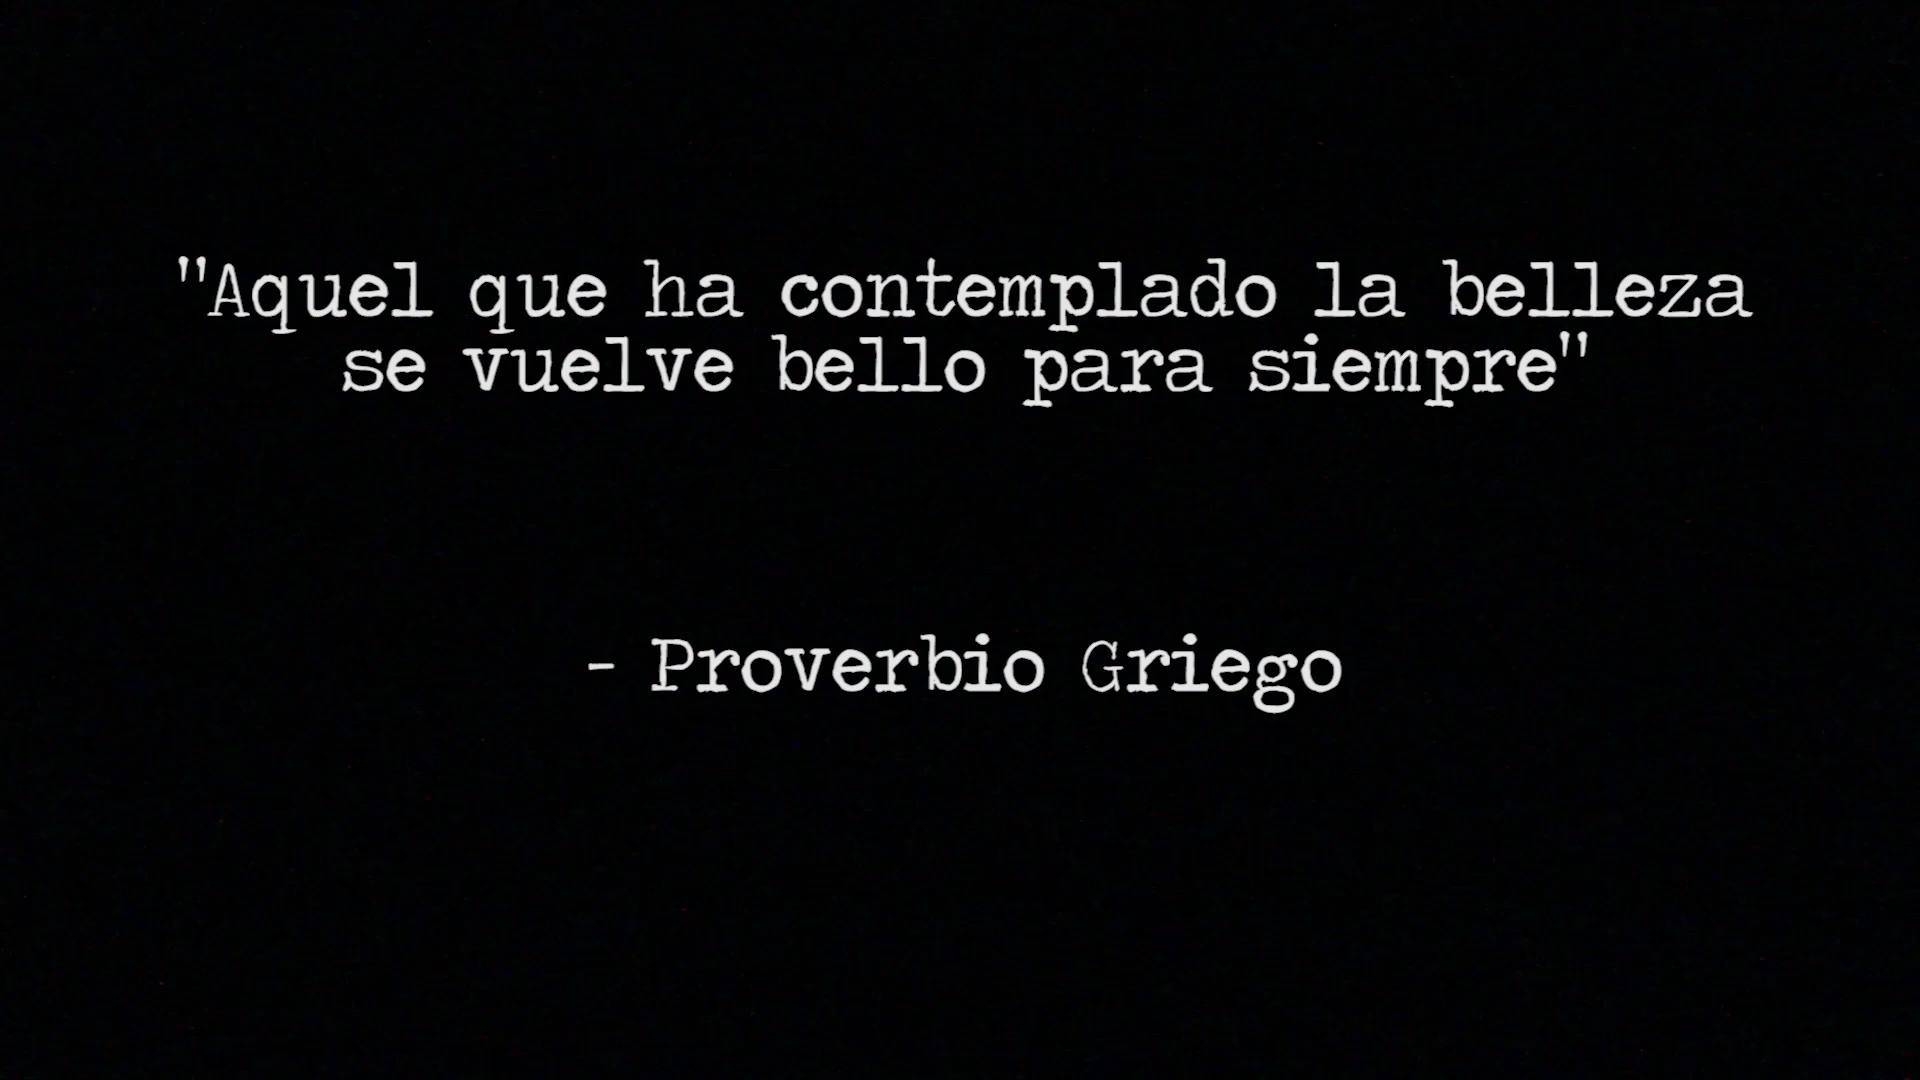 "Aquel que ha contemplado la belleza
se vuelve bello para siempre"
- Proverbio Griego